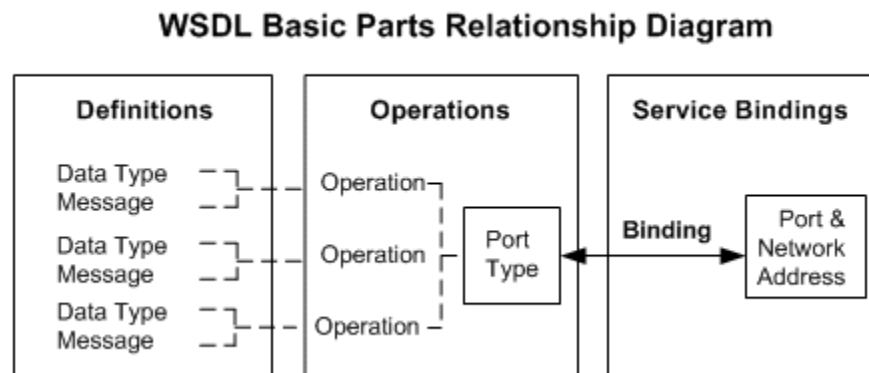 WSDL Basic Parts Relationship Diagram
Definitions
Data Type
Message
Data Type
Message
Data Type
Message
Operations
Operation
Operation
Operation
Port
Type
Service Bindings
Binding
Port &
Network
Address